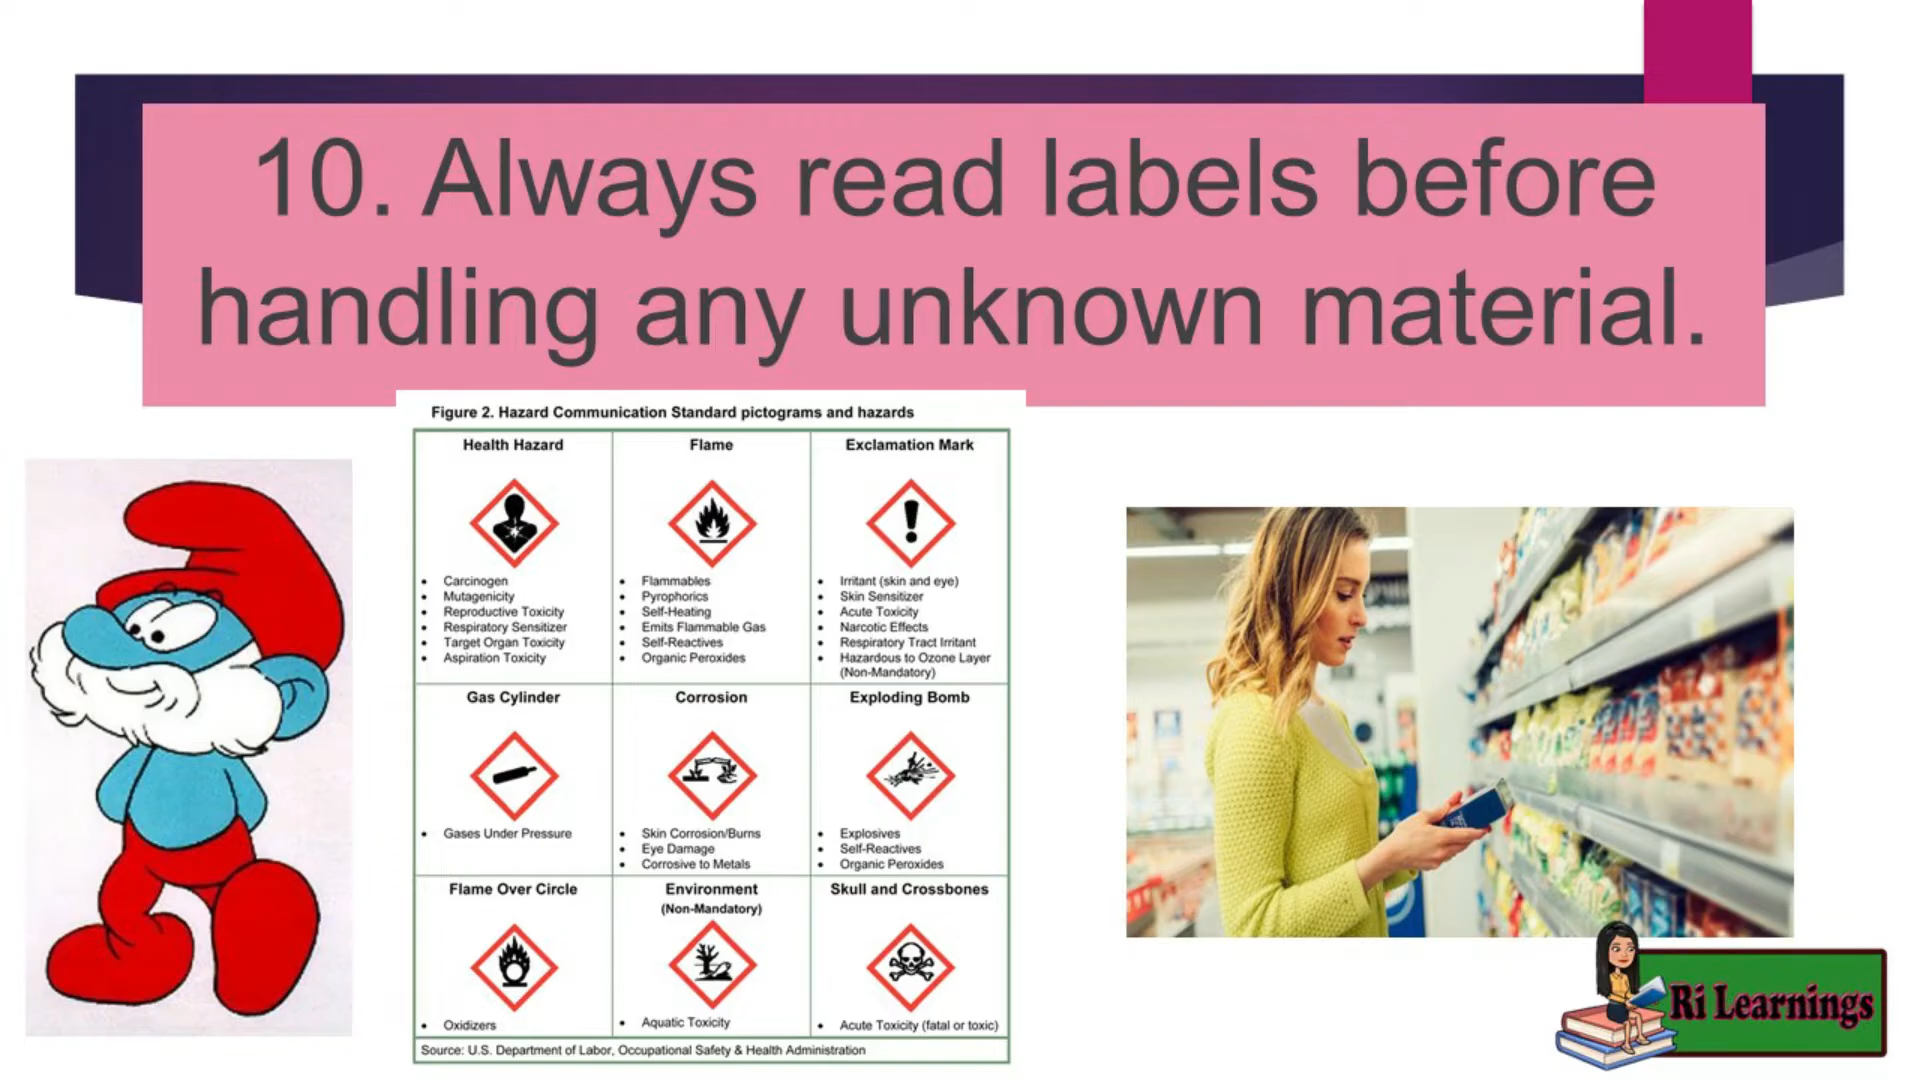 10. Always read labels before
handling any unknown material.
Figure 2. Hazard Communication Standard pictograms and hazards
Health Hazard
• Carcinogen
• Mutagenicity
• Reproductive Toxicity
• Respiratory Sensitizer
• Target Organ Toxicity
• Aspiration Toxicity
Flame
• Flammables
• Pyrophorics
• Self-Heating
• Emits Flammable Gas
• Self-Reactives
• Organic Peroxides
Exclamation Mark
• Irritant (skin and eye)
• Skin Sensitizer
• Acute Toxicity
• Narcotic Effects
• Respiratory Tract Irritant
• Hazardous to Ozone Layer
(Non-Mandatory)
Gas Cylinder
• Gases Under Pressure
Corrosion
• Skin Corrosion/Burns
• Eye Damage
• Corrosive to Metals
Exploding Bomb
• Explosives
• Self-Reactives
• Organic Peroxides
Flame Over Circle
• Oxidizers
Environment
(Non-Mandatory)
• Aquatic Toxicity
Skull and Crossbones
• Acute Toxicity (fatal or toxic)
Source: U.S. Department of Labor, Occupational Safety & Health Administration
Ri Learnings